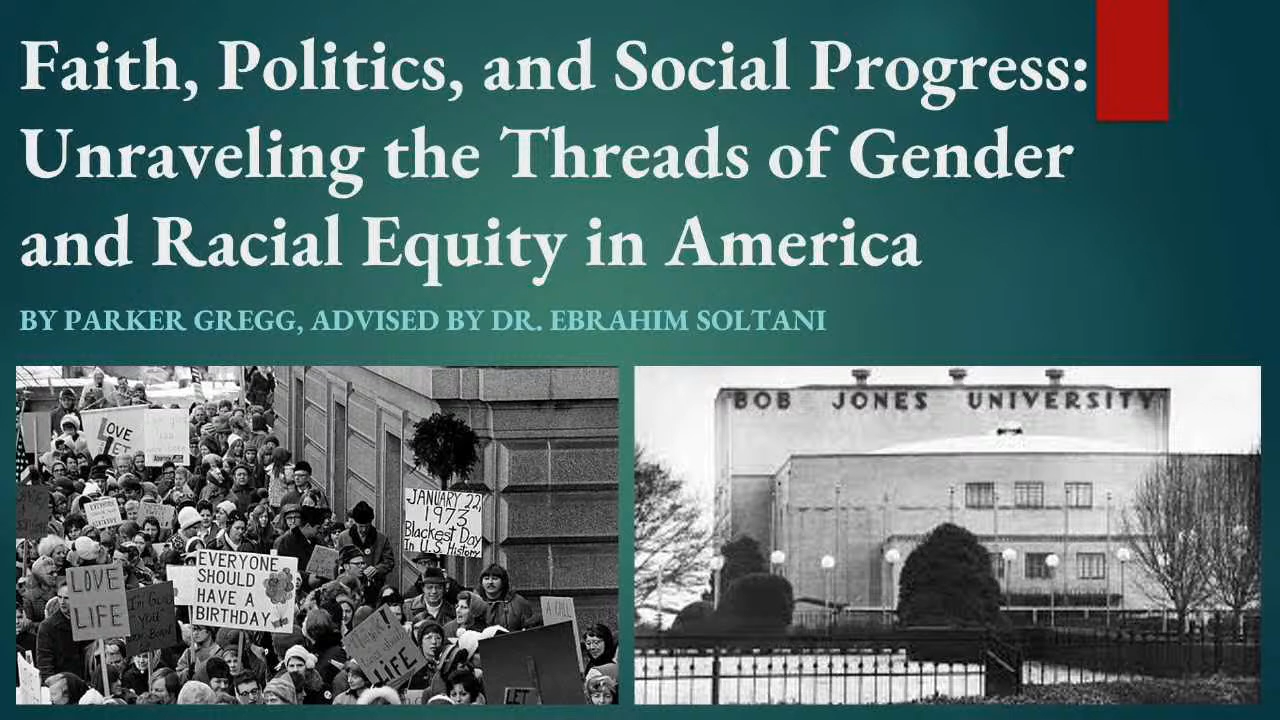 Faith, Politics, and Social Progress:
Unraveling the Threads of Gender
and Racial Equity in America
BY PARKER GREGG, ADVISED BY DR. EBRAHIM SOLTANI
LOVE
LOVE
LIFE
EVERYONE
SHOULD
HAVE A
BIRTHDAY
JANUARY 22,
1973
Blackest Day
In U.S History
LIFE
A CALL
LET
BOB JONES UNIVERSITY